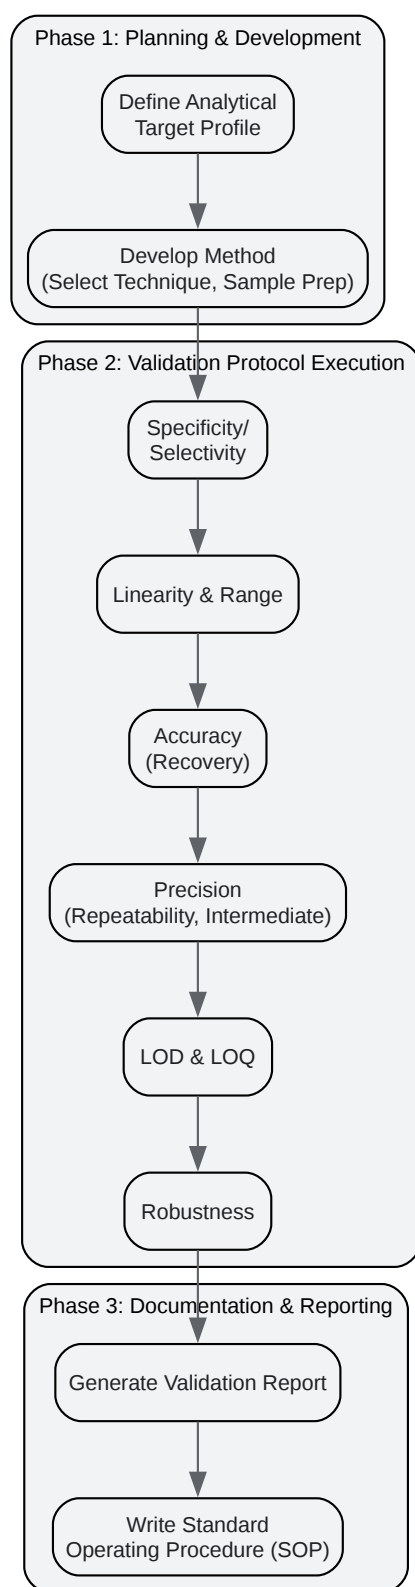 Phase 1: Planning & Development
Define Analytical
Target Profile
Develop Method
(Select Technique, Sample Prep)
Phase 2: Validation Protocol Execution
Specificity/
Selectivity
Linearity & Range
Accuracy
(Recovery)
Precision
(Repeatability, Intermediate)
LOD & LOQ
Robustness
Phase 3: Documentation & Reporting
Generate Validation Report
Write Standard
Operating Procedure (SOP)